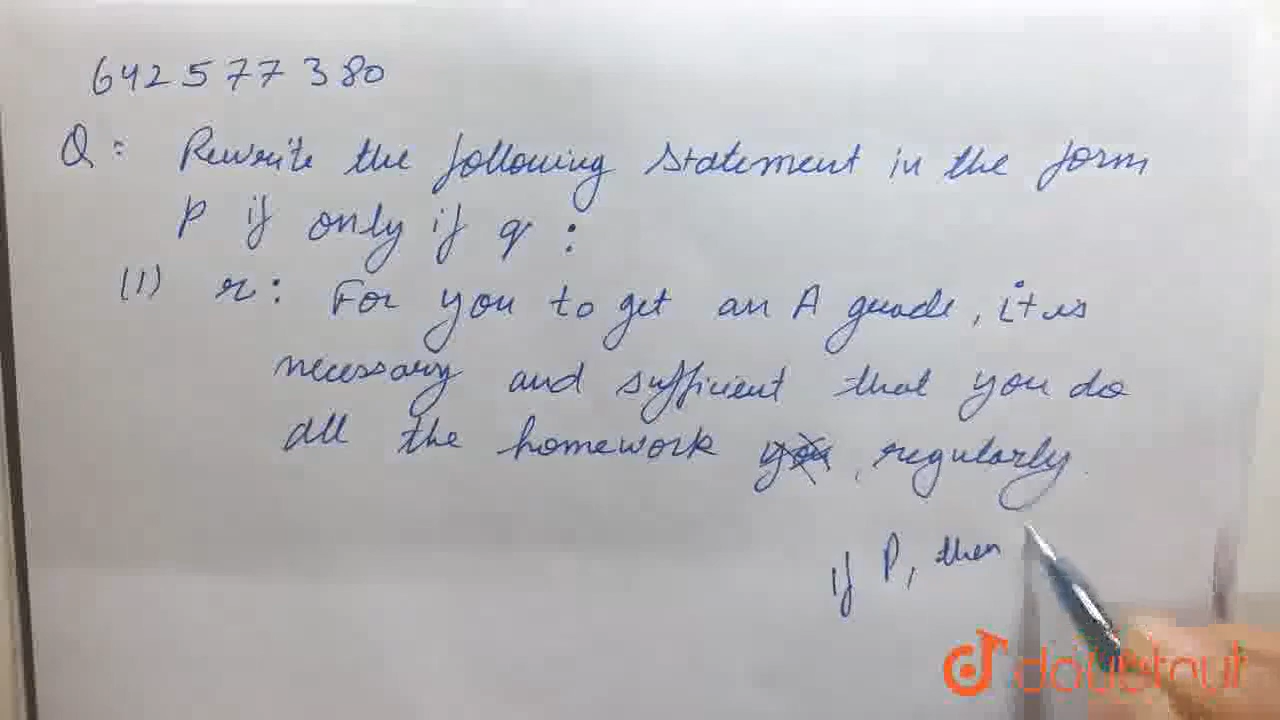 642577380
Q: Rewrite the following statement in the form
p if only if q :
(1) r: For you to get an A grade, it is
necessary and sufficient that you do
all the homework you regularly.
if P, then
doubtnut